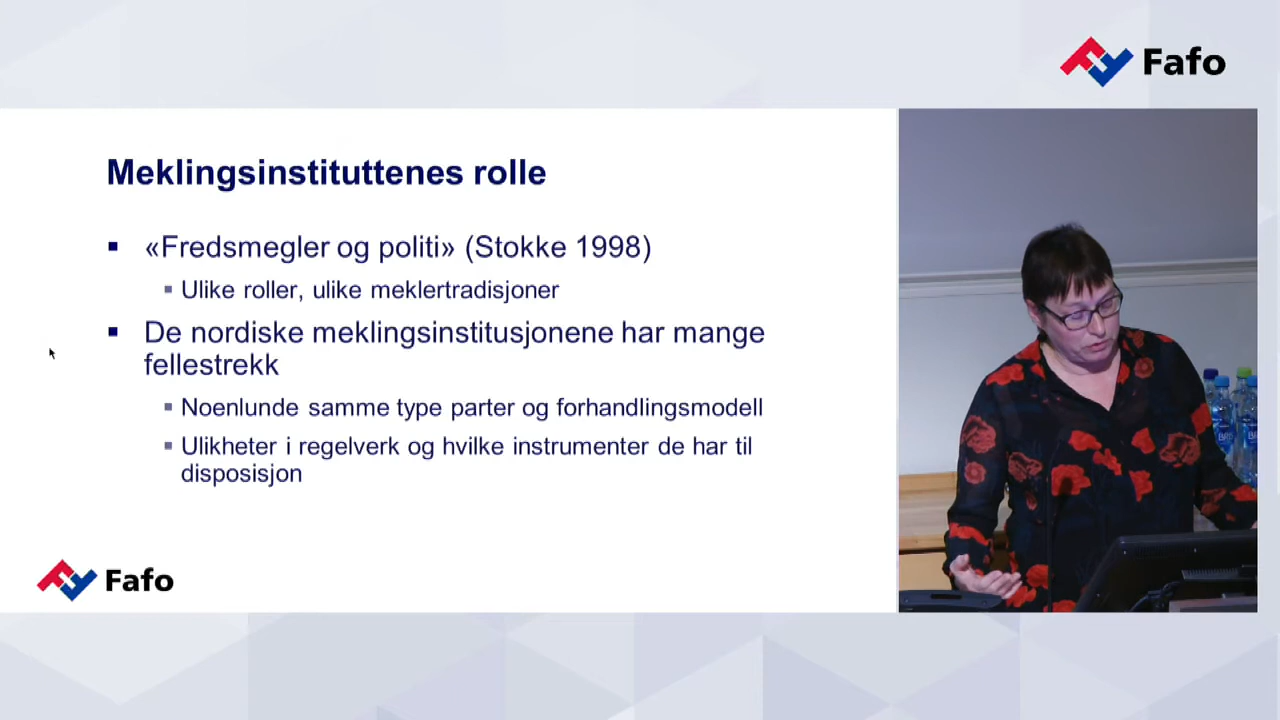 Fafo
Meklingsinstituttenes rolle
«Fredsmegler og politi» (Stokke 1998)
Ulike roller, ulike meklertradisjoner
De nordiske meklingsinstitusjonene har mange
fellestrekk
Noenlunde samme type parter og forhandlingsmodell
Ulikheter i regelverk og hvilke instrumenter de har til
disposisjon
Fafo